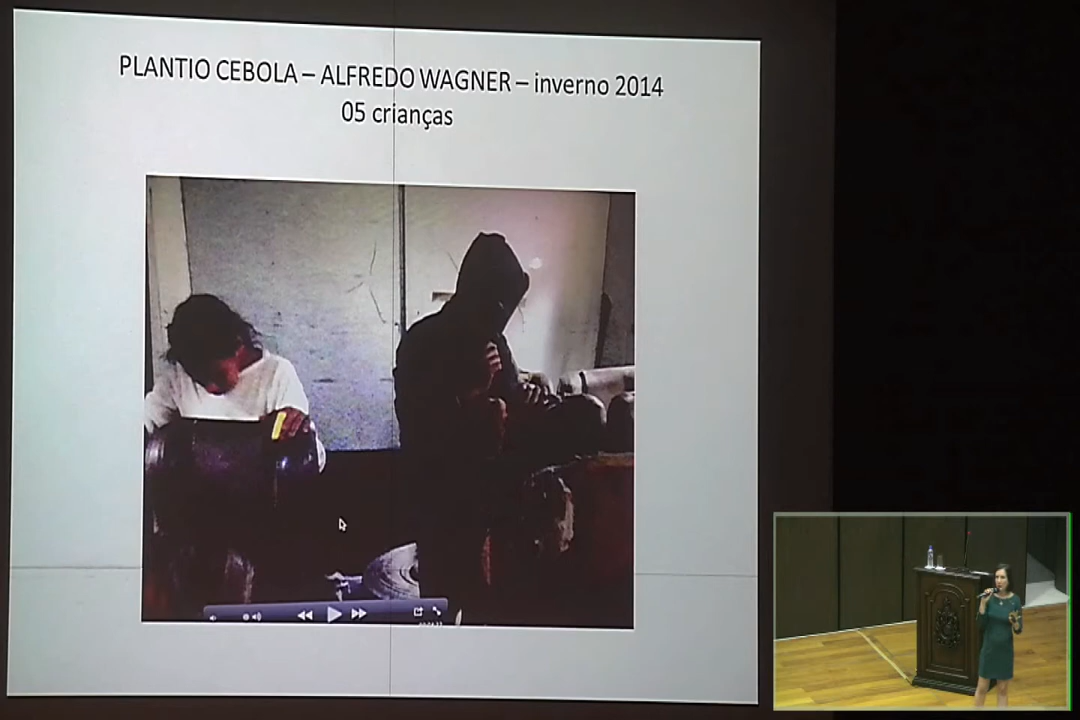 PLANTIO CEBOLA – ALFREDO WAGNER – inverno 2014
05 crianças